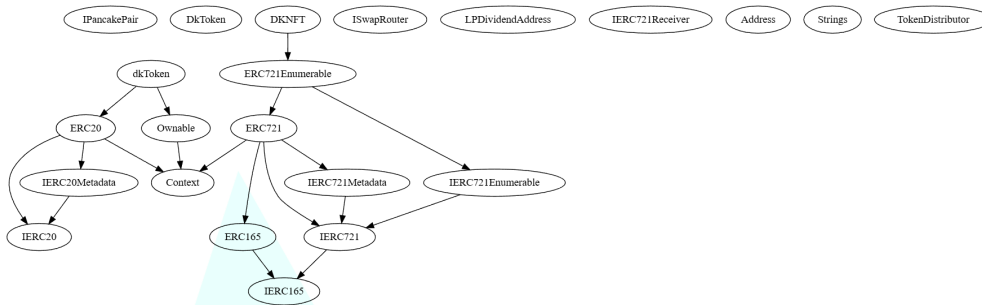 IPancakePair
DkToken
DKNFT
ISwapRouter
LPDividendAddress
IERC721Receiver
Address
Strings
TokenDistributor
dkToken
ERC721Enumerable
ERC20
Ownable
ERC721
IERC20Metadata
Context
IERC721Metadata
IERC721Enumerable
IERC20
ERC165
IERC721
IERC165